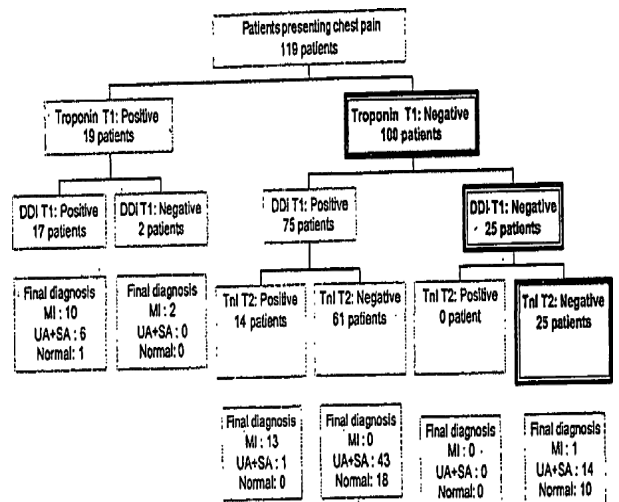 Patients presenting chest pain
119 patients
Troponin T1: Positive
19 patients
Troponin T1: Negative
100 patients
DDI T1: Positive
17 patients
DDI T1: Negative
2 patients
DDI T1: Positive
75 patients
DDI T1: Negative
25 patients
Final diagnosis
MI : 10
UA+SA : 6
Normal: 1
Final diagnosis
MI : 2
UA+SA : 0
Normal: 0
TnI T2: Positive
14 patients
TnI T2: Negative
61 patients
TnI T2: Positive
0 patient
TnI T2: Negative
25 patients
Final diagnosis
MI : 13
UA+SA : 1
Normal: 0
Final diagnosis
MI : 0
UA+SA : 43
Normal: 18
Final diagnosis
MI : 0
UA+SA : 0
Normal: 0
Final diagnosis
MI : 1
UA+SA : 14
Normal: 10